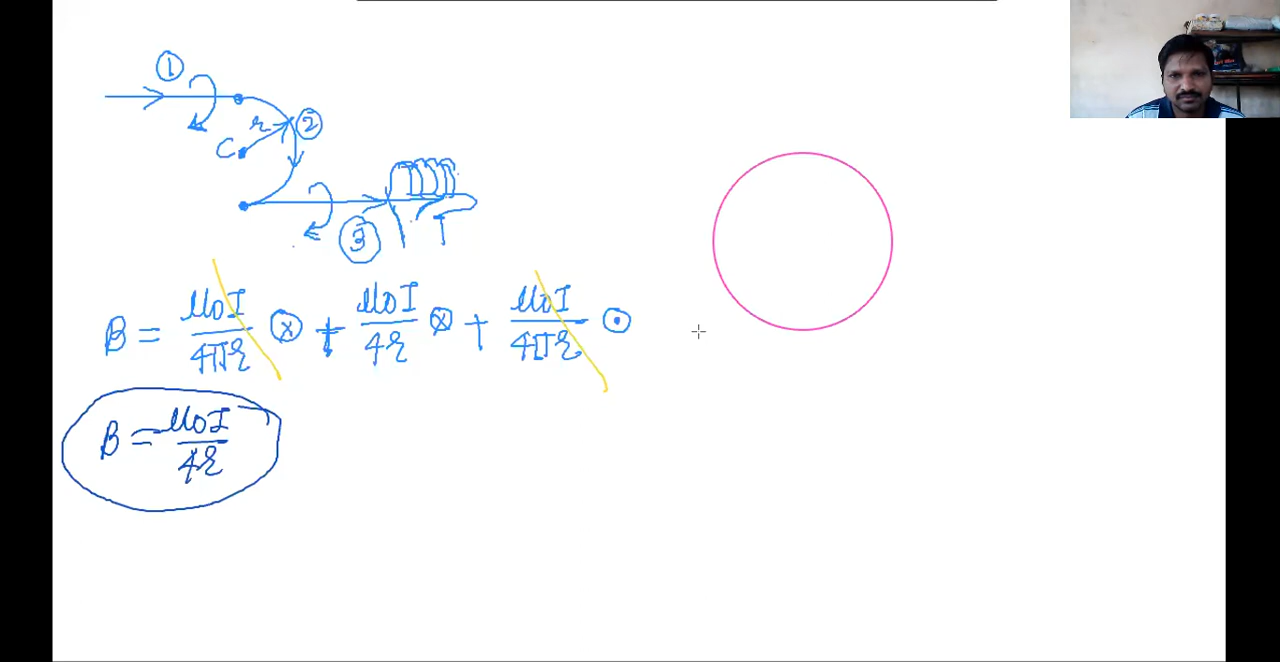 ①
②
r
C
③
B = μ₀I/4πr ⊗ + μ₀I/4r ⊗ + μ₀I/4πr ⊙
B = μ₀I/4r